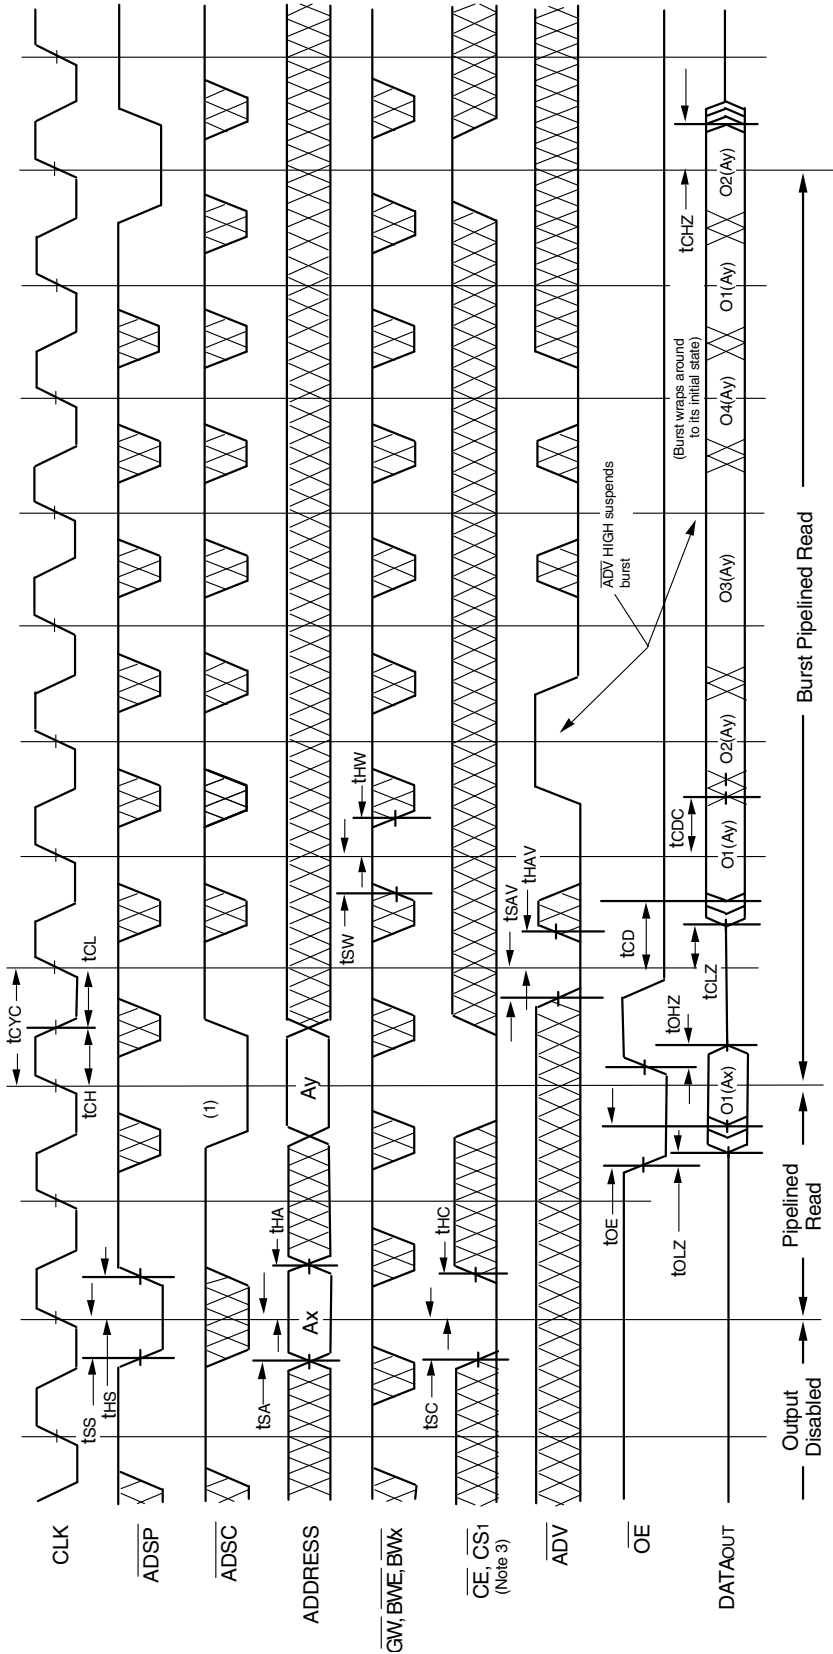 CLK
tCYC
tCH
tCL
ADSP
tSS
tHS
ADSC
(1)
ADDRESS
tSA
tHA
Ax
Ay
GW, BWE, BWx
tSW
tHW
CE, CS1
(Note 3)
tSC
tHC
ADV
tSAV
tHAV
ADV HIGH suspends
burst
OE
tOE
tOHZ
tCD
tOLZ
tCLZ
tCDC
(Burst wraps around
to its initial state)
tCHZ
DATAOUT
O1(Ax)
O1(Ay)
O2(Ay)
O3(Ay)
O4(Ay)
O1(Ay)
O2(Ay)
Output
Disabled
Pipelined
Read
Burst Pipelined Read